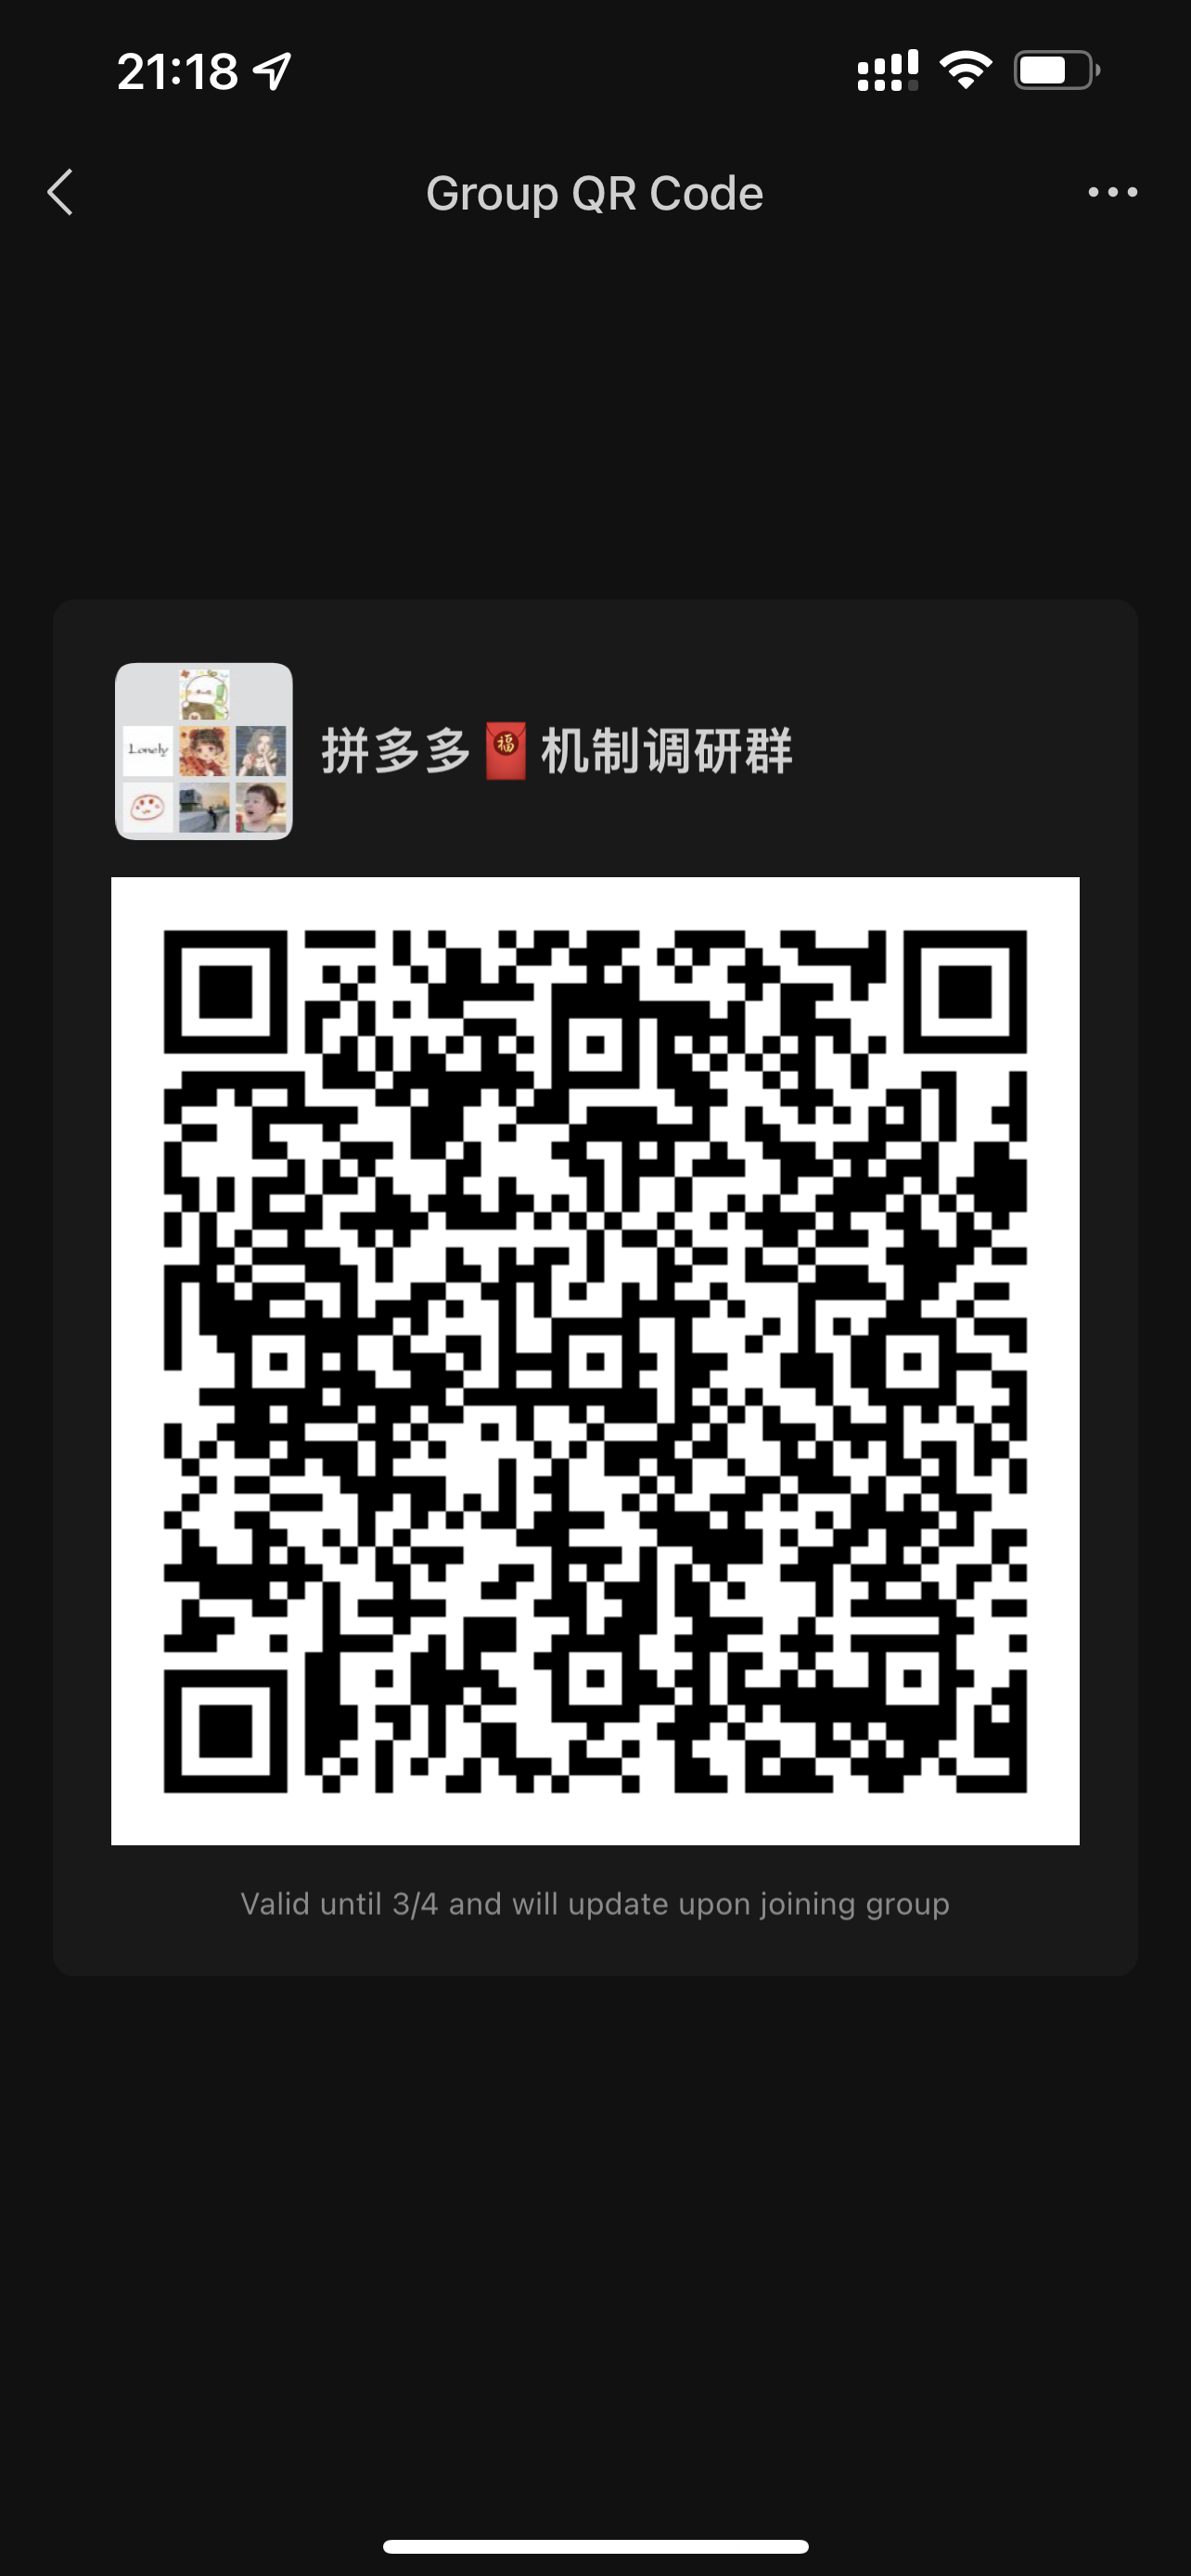 21:18
Group QR Code
Lonely
拼多多🧧机制调研群
Valid until 3/4 and will update upon joining group